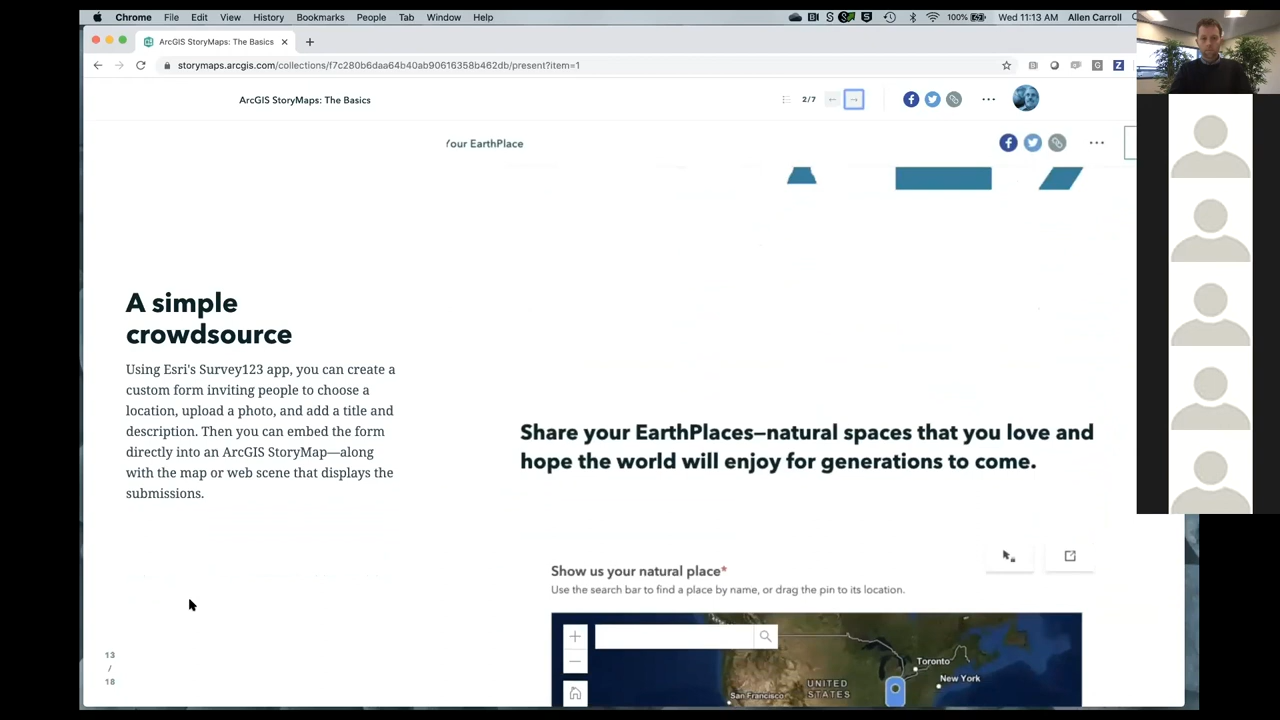 Chrome File Edit View History Bookmarks People Tab Window Help
100% Wed 11:13 AM Allen Carroll
ArcGIS StoryMaps: The Basics
storymaps.arcgis.com/collections/f7c280b6daa64b40ab90616358b462db/present?item=1
ArcGIS StoryMaps: The Basics
2/7
Your EarthPlace
A simple
crowdsource
Using Esri's Survey123 app, you can create a
custom form inviting people to choose a
location, upload a photo, and add a title and
description. Then you can embed the form
directly into an ArcGIS StoryMap—along
with the map or web scene that displays the
submissions.
Share your EarthPlaces—natural spaces that you love and
hope the world will enjoy for generations to come.
Show us your natural place*
Use the search bar to find a place by name, or drag the pin to its location.
Toronto
New York
UNITED
STATES
San Francisco
13
/
18